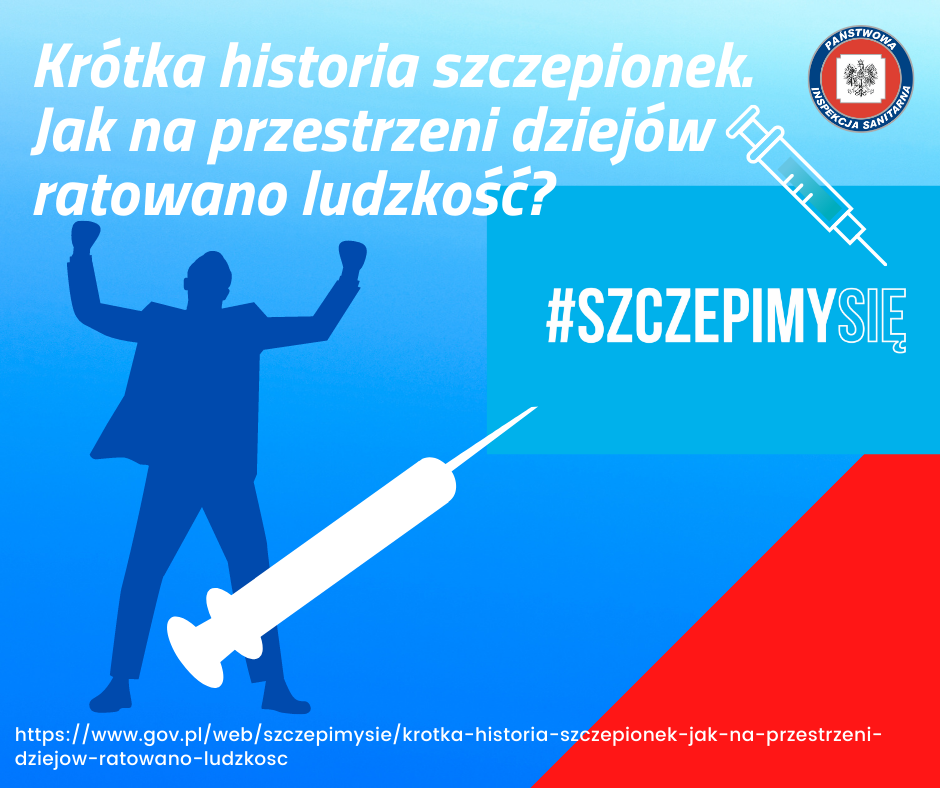 Krótka historia szczepionek.
Jak na przestrzeni dziejów
ratowano ludzkość?
PAŃSTWOWA
INSPEKCJA SANITARNA
#SZCZEPIMYSIĘ
https://www.gov.pl/web/szczepimysie/krotka-historia-szczepionek-jak-na-przestrzeni-
dziejow-ratowano-ludzkosc